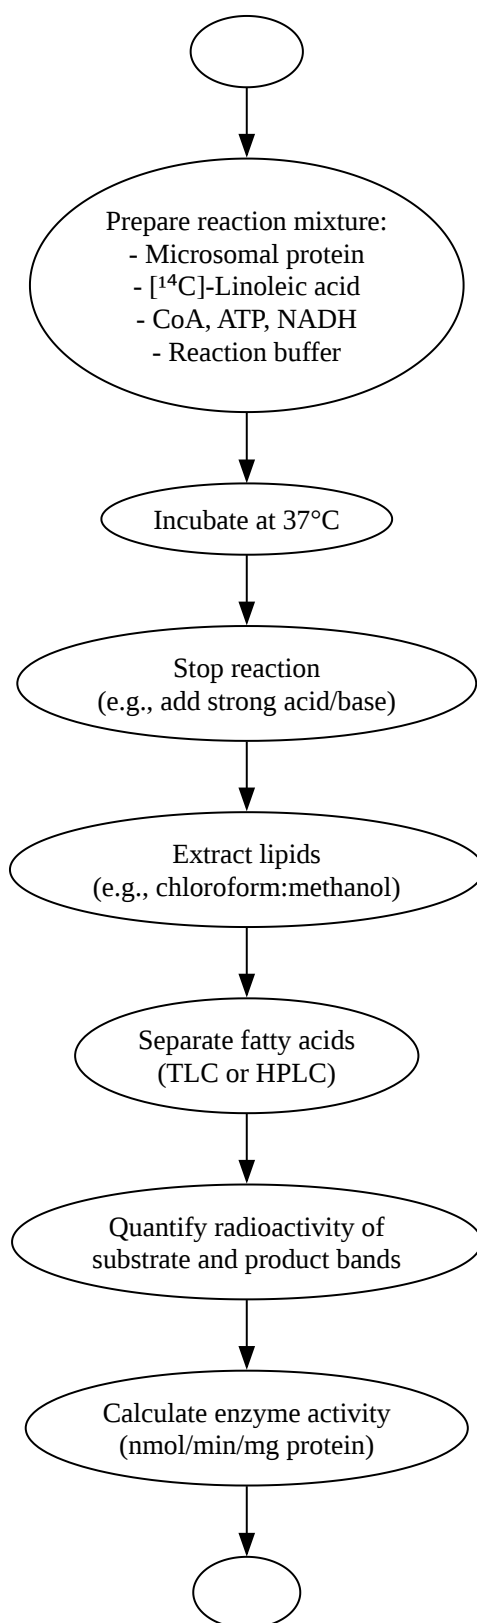 Prepare reaction mixture:
- Microsomal protein
- [¹⁴C]-Linoleic acid
- CoA, ATP, NADH
- Reaction buffer
Incubate at 37°C
Stop reaction
(e.g., add strong acid/base)
Extract lipids
(e.g., chloroform:methanol)
Separate fatty acids
(TLC or HPLC)
Quantify radioactivity of
substrate and product bands
Calculate enzyme activity
(nmol/min/mg protein)